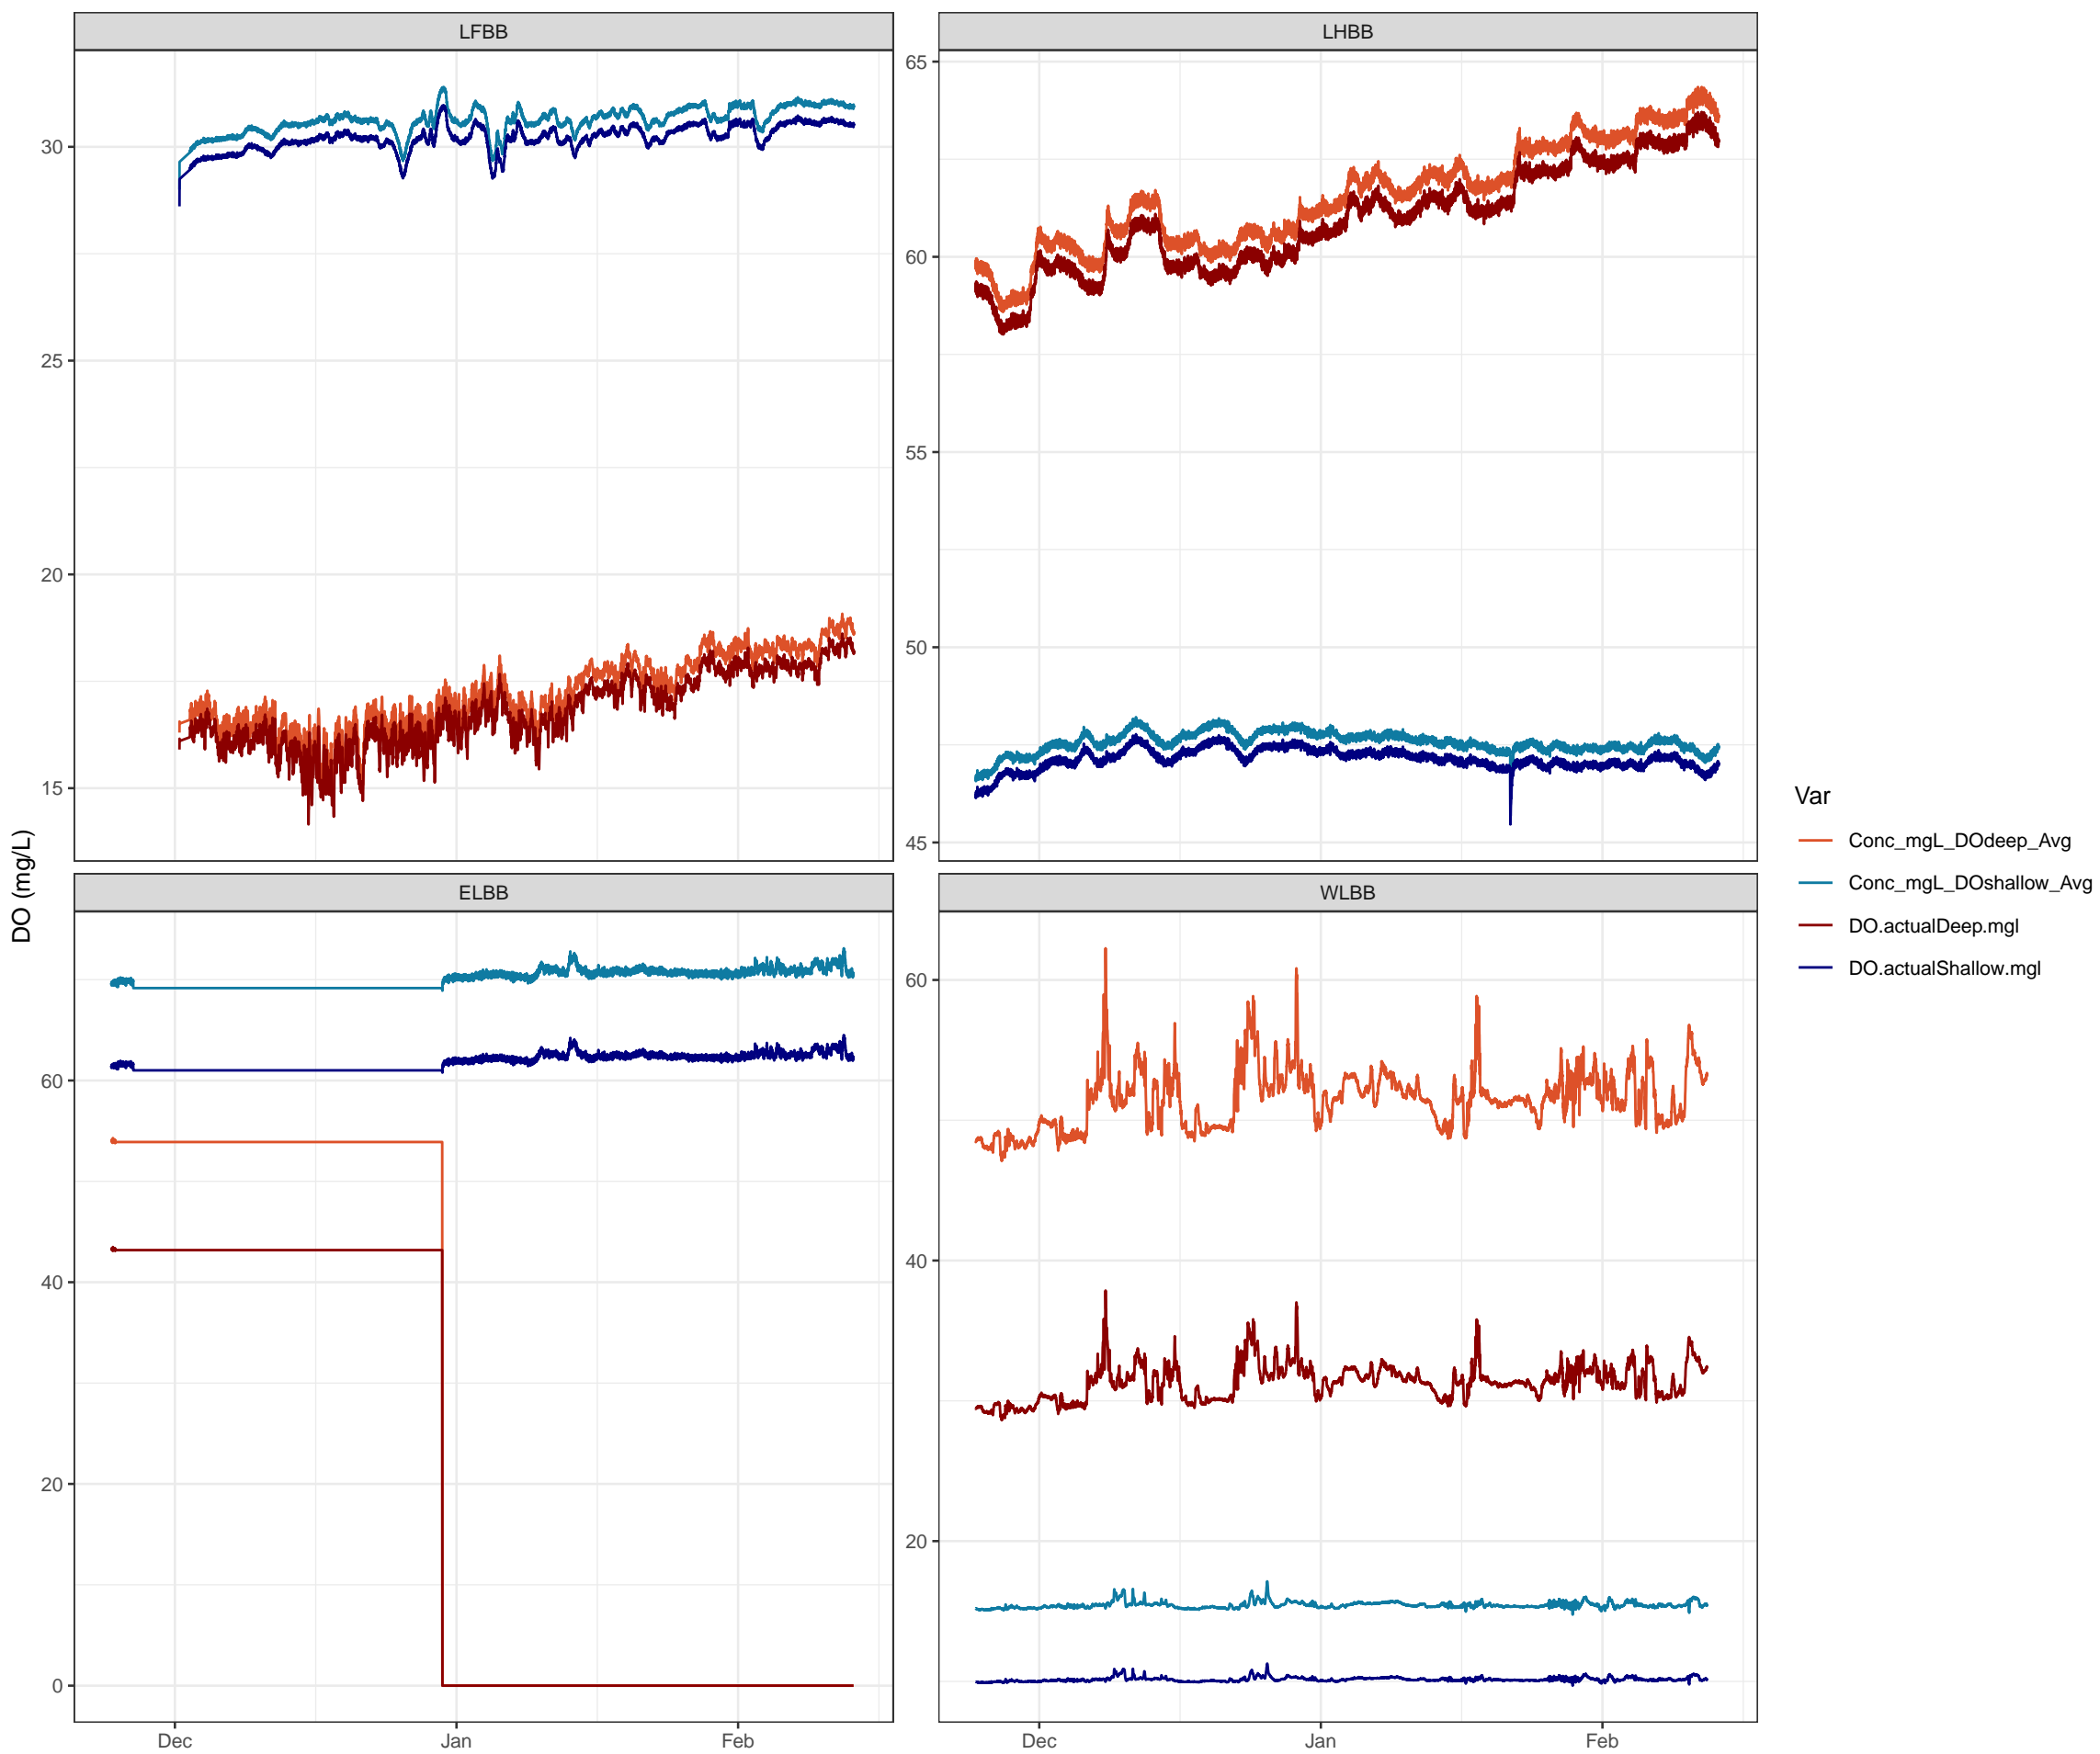 LFBB
LHBB
30
25
20
15
65
60
55
50
45
DO (mg/L)
ELBB
WLBB
60
40
20
0
60
40
20
Dec
Jan
Feb
Dec
Jan
Feb
Var
Conc_mgL_DOdeep_Avg
Conc_mgL_DOshallow_Avg
DO.actualDeep.mgl
DO.actualShallow.mgl